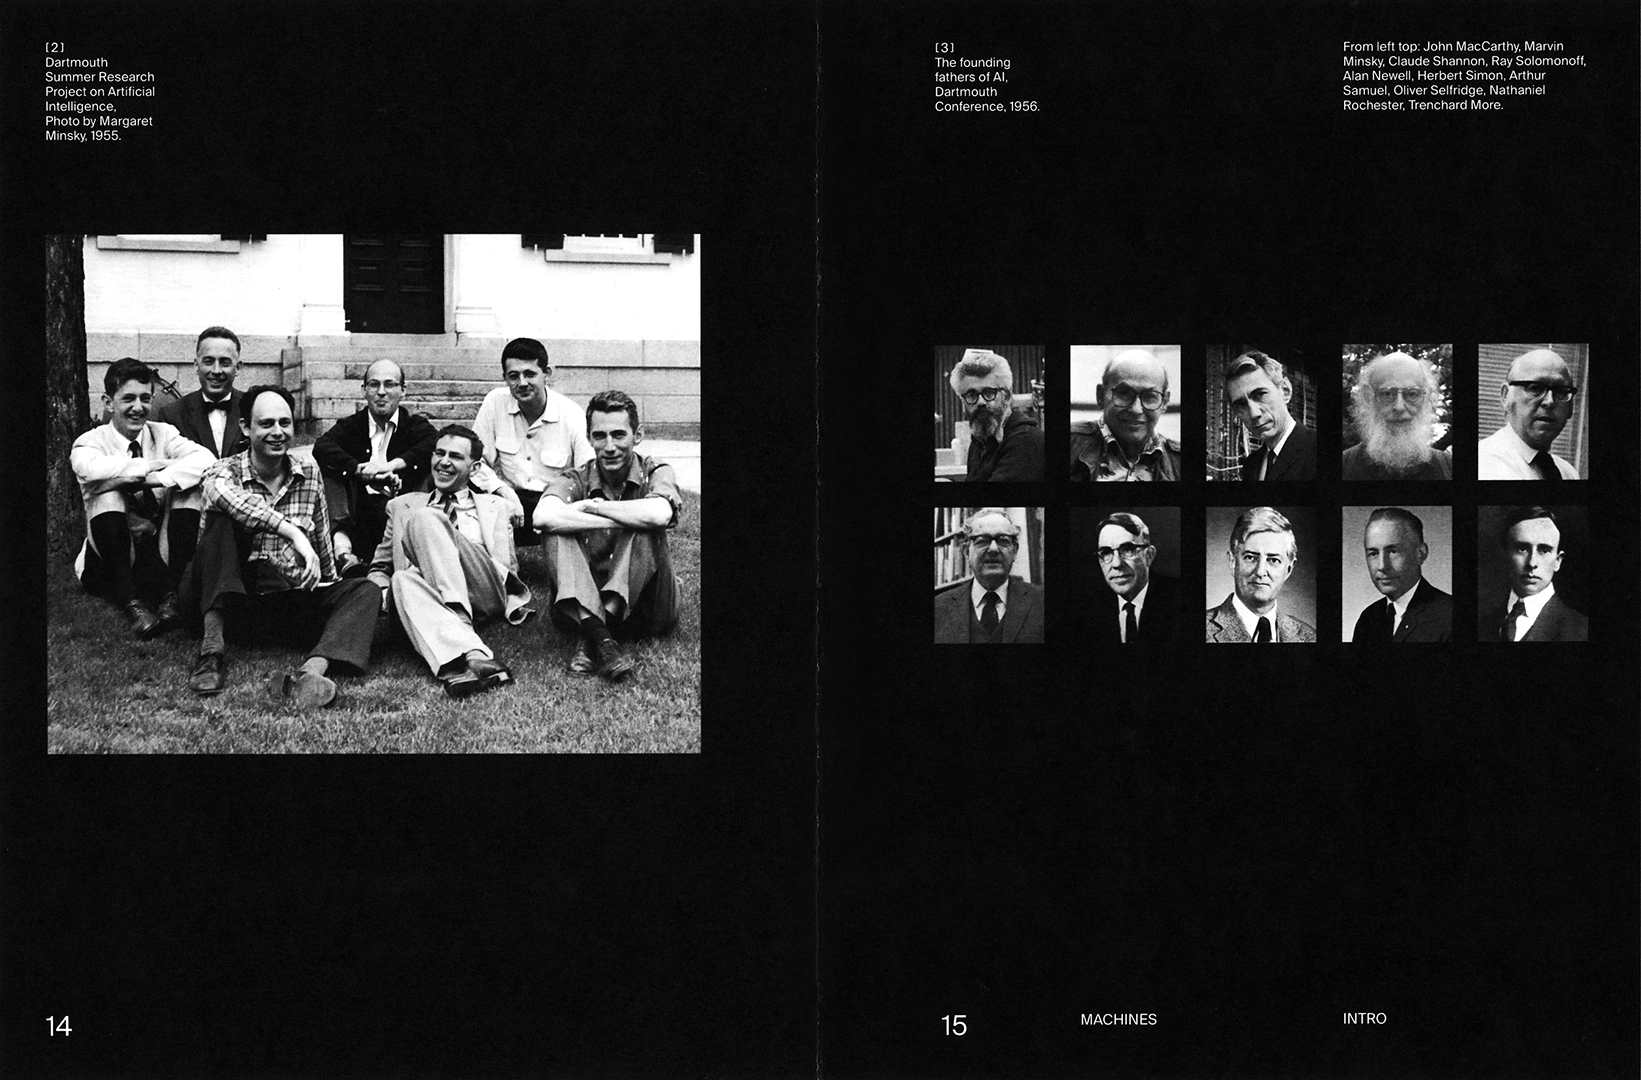 [2]
Dartmouth
Summer Research
Project on Artificial
Intelligence,
Photo by Margaret
Minsky, 1955.
[3]
The founding
fathers of AI,
Dartmouth
Conference, 1956.
From left top: John MacCarthy, Marvin
Minsky, Claude Shannon, Ray Solomonoff,
Alan Newell, Herbert Simon, Arthur
Samuel, Oliver Selfridge, Nathaniel
Rochester, Trenchard More.
14
15
MACHINES
INTRO